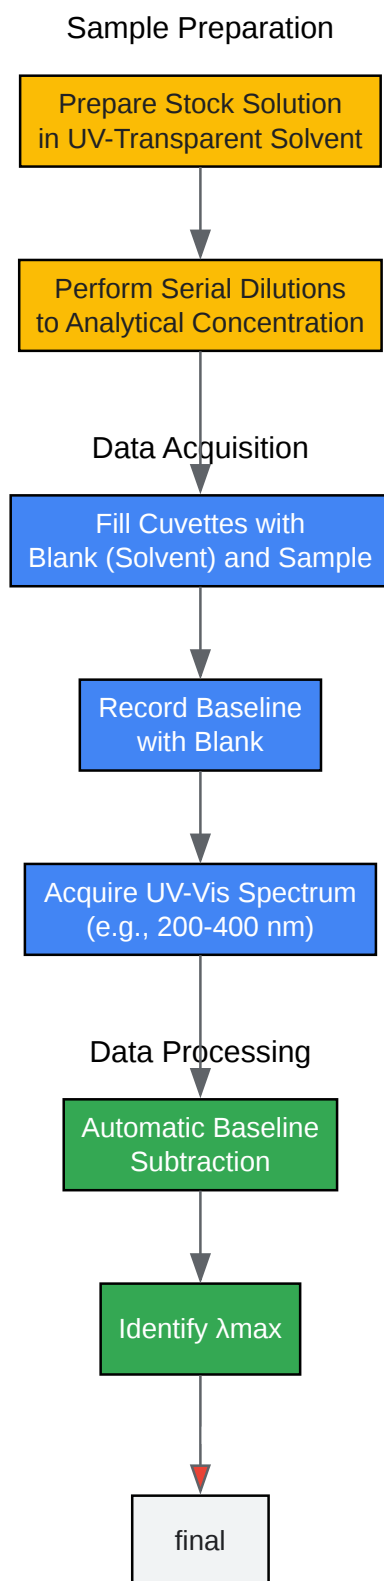 Sample Preparation
Prepare Stock Solution
in UV-Transparent Solvent
Perform Serial Dilutions
to Analytical Concentration
Data Acquisition
Fill Cuvettes with
Blank (Solvent) and Sample
Record Baseline
with Blank
Acquire UV-Vis Spectrum
(e.g., 200-400 nm)
Data Processing
Automatic Baseline
Subtraction
Identify λmax
final